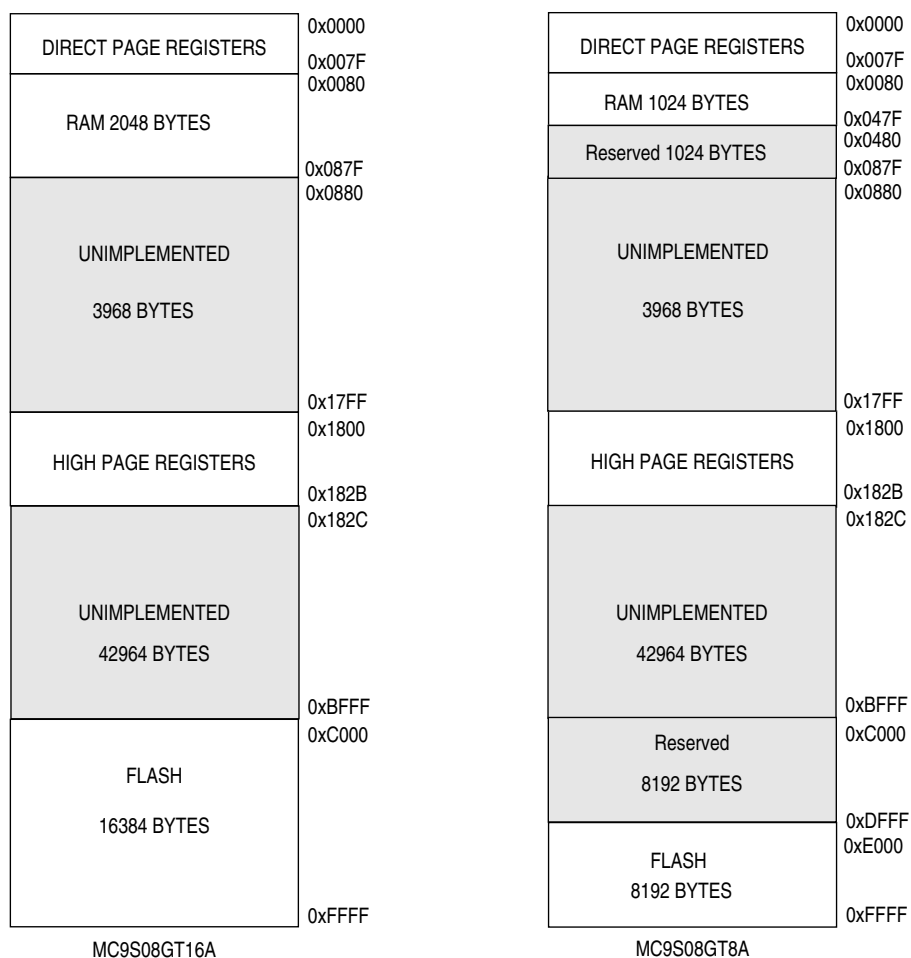 DIRECT PAGE REGISTERS
0x0000
0x007F
0x0080
RAM 2048 BYTES
0x087F
0x0880
UNIMPLEMENTED
3968 BYTES
0x17FF
0x1800
HIGH PAGE REGISTERS
0x182B
0x182C
UNIMPLEMENTED
42964 BYTES
0xBFFF
0xC000
FLASH
16384 BYTES
0xFFFF
MC9S08GT16A
DIRECT PAGE REGISTERS
0x0000
0x007F
0x0080
RAM 1024 BYTES
0x047F
0x0480
Reserved 1024 BYTES
0x087F
0x0880
UNIMPLEMENTED
3968 BYTES
0x17FF
0x1800
HIGH PAGE REGISTERS
0x182B
0x182C
UNIMPLEMENTED
42964 BYTES
0xBFFF
0xC000
Reserved
8192 BYTES
0xDFFF
0xE000
FLASH
8192 BYTES
0xFFFF
MC9S08GT8A